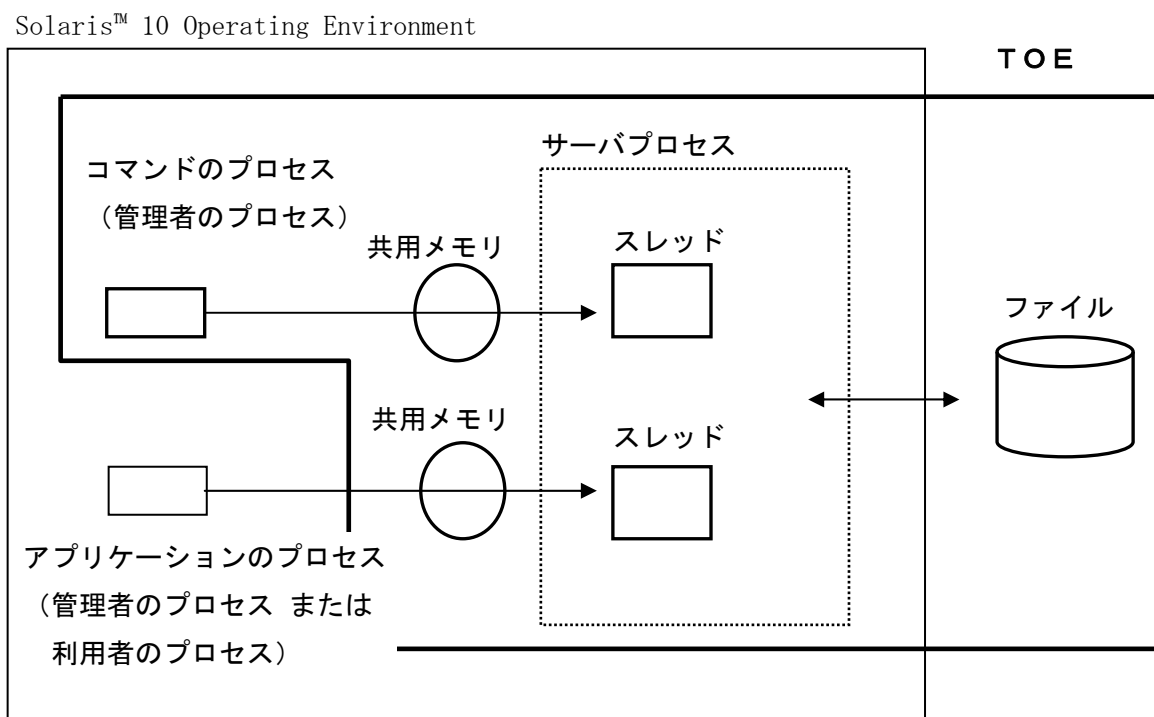 Solaris™ 10 Operating Environment
ＴＯＥ
サーバプロセス
コマンドのプロセス
（管理者のプロセス）
共用メモリ
スレッド
ファイル
共用メモリ
スレッド
アプリケーションのプロセス
（管理者のプロセス または
利用者のプロセス）